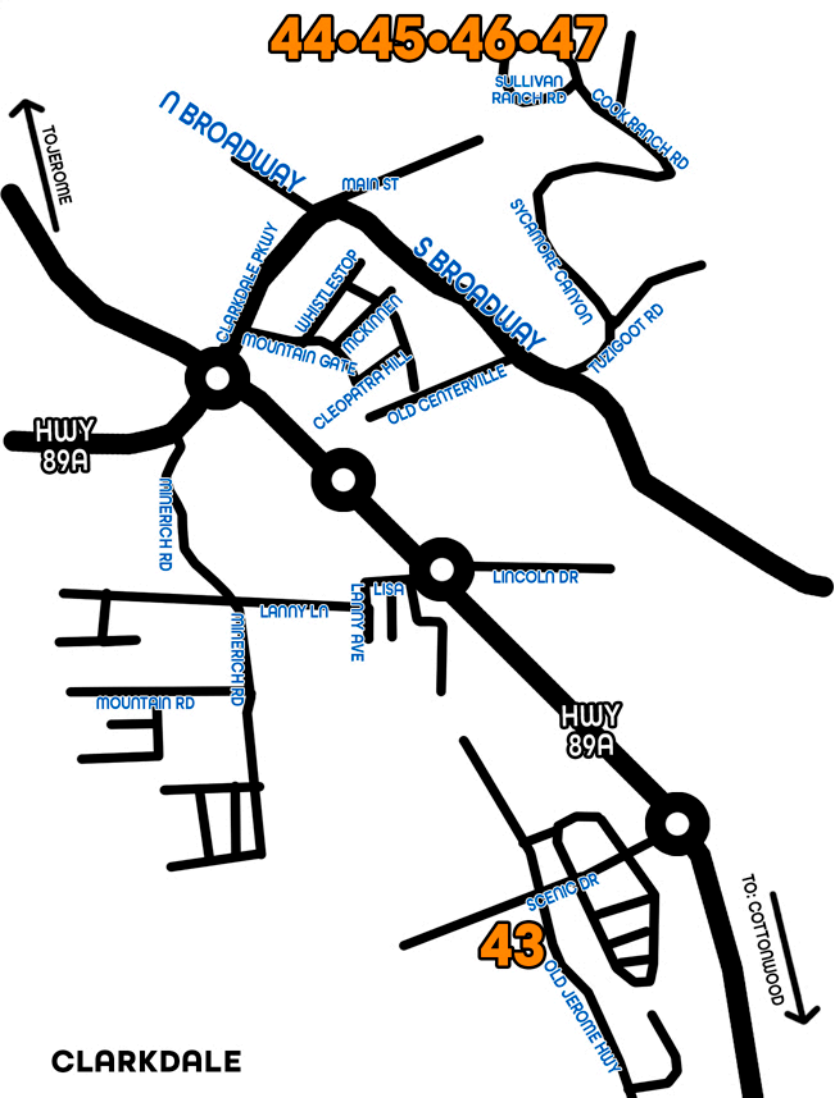 44•45•46•47
SULLIVAN
RANCH RD
COOK RANCH RD
N BROADWAY
TO JEROME
MAIN ST
SYCAMORE CANYON
CLARKDALE PKWY
S BROADWAY
WHISTLESTOP
MCKINNEN
MOUNTAIN GATE
CLEOPATRA HILL
TUZIGOOT RD
OLD CENTERVILLE
HWY
89A
MINERICH RD
LINCOLN DR
LISA
LANNY LN
LANNY AVE
MINERICH RD
MOUNTAIN RD
HWY
89A
SCENIC DR
TO: COTTONWOOD
43
OLD JEROME HWY
CLARKDALE